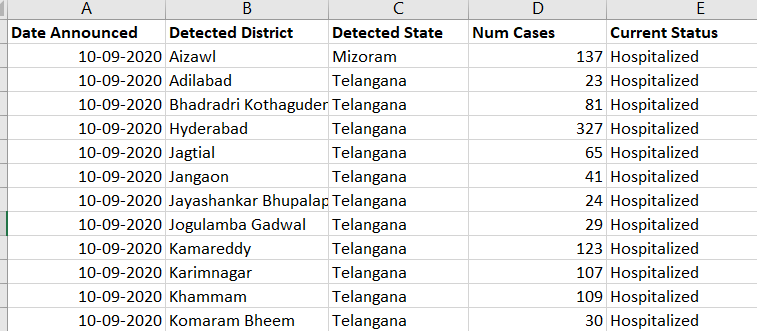 A B C D E
Date Announced Detected District Detected State Num Cases Current Status
10-09-2020 Aizawl Mizoram 137 Hospitalized
10-09-2020 Adilabad Telangana 23 Hospitalized
10-09-2020 Bhadradri Kothaguder Telangana 81 Hospitalized
10-09-2020 Hyderabad Telangana 327 Hospitalized
10-09-2020 Jagtial Telangana 65 Hospitalized
10-09-2020 Jangaon Telangana 41 Hospitalized
10-09-2020 Jayashankar Bhupalap Telangana 24 Hospitalized
10-09-2020 Jogulamba Gadwal Telangana 29 Hospitalized
10-09-2020 Kamareddy Telangana 123 Hospitalized
10-09-2020 Karimnagar Telangana 107 Hospitalized
10-09-2020 Khammam Telangana 109 Hospitalized
10-09-2020 Komaram Bheem Telangana 30 Hospitalized